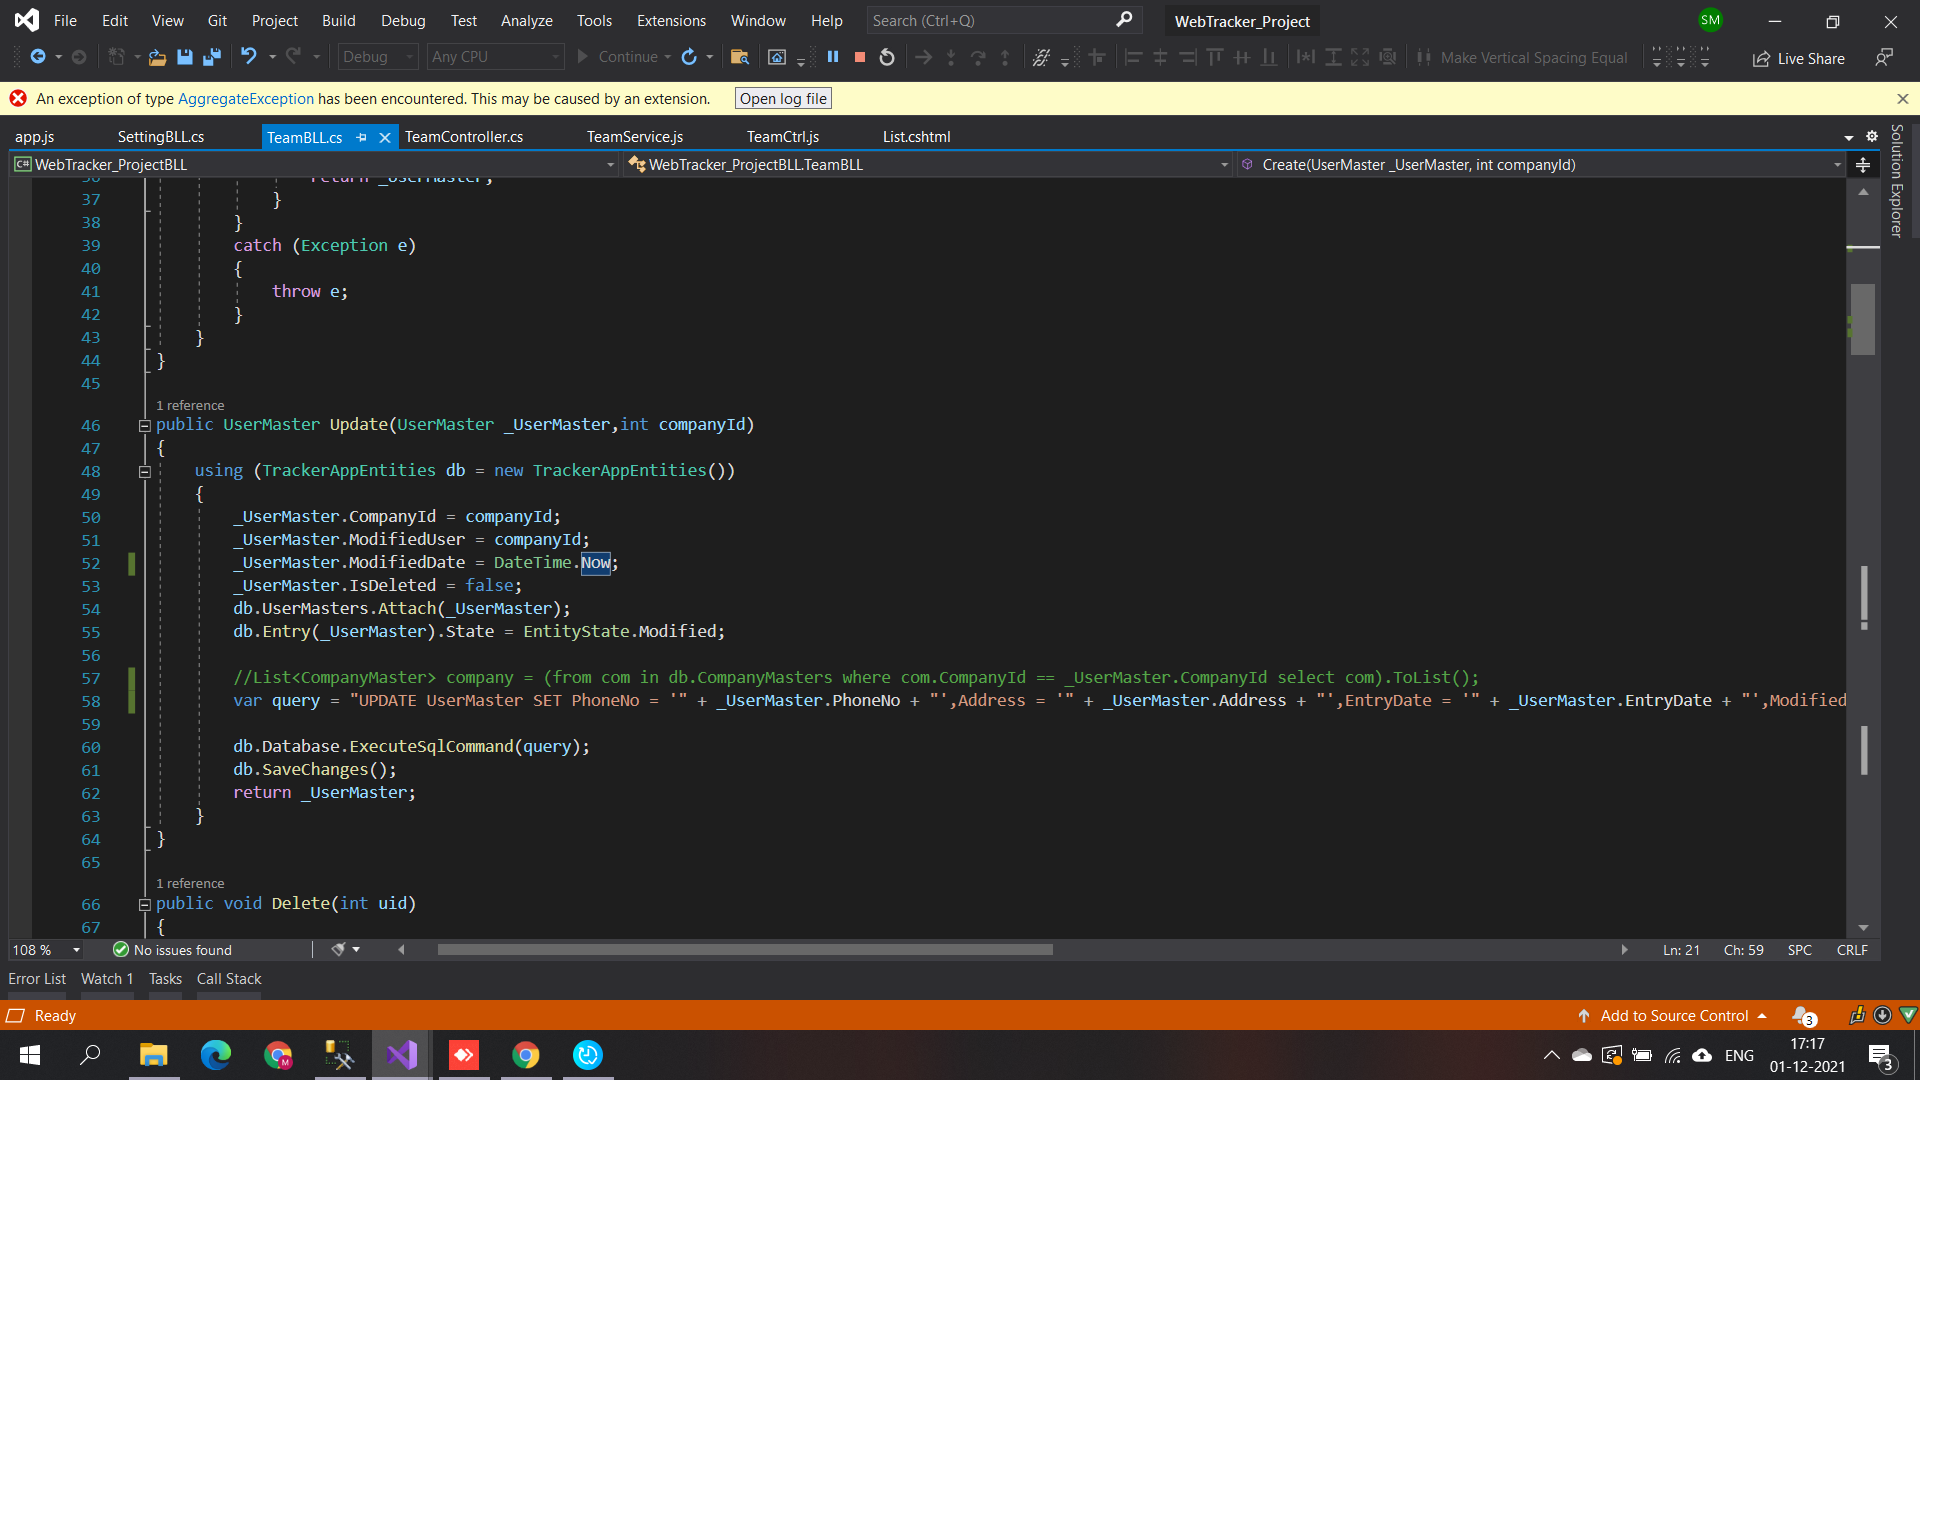 File Edit View Git Project Build Debug Test Analyze Tools Extensions Window Help Search (Ctrl+Q) WebTracker_Project SM
Debug Any CPU Continue Make Vertical Spacing Equal Live Share
An exception of type AggregateException has been encountered. This may be caused by an extension. Open log file
app.js SettingBLL.cs TeamBLL.cs TeamController.cs TeamService.js TeamCtrl.js List.cshtml
Solution Explorer
C# WebTracker_ProjectBLL WebTracker_ProjectBLL.TeamBLL Create(UserMaster _UserMaster, int companyId)
36 return _UserMaster;
37 }
38 }
39 catch (Exception e)
40 {
41 throw e;
42 }
43 }
44 }
45
1 reference
46 public UserMaster Update(UserMaster _UserMaster,int companyId)
47 {
48 using (TrackerAppEntities db = new TrackerAppEntities())
49 {
50 _UserMaster.CompanyId = companyId;
51 _UserMaster.ModifiedUser = companyId;
52 _UserMaster.ModifiedDate = DateTime.Now;
53 _UserMaster.IsDeleted = false;
54 db.UserMasters.Attach(_UserMaster);
55 db.Entry(_UserMaster).State = EntityState.Modified;
56
57 //List<CompanyMaster> company = (from com in db.CompanyMasters where com.CompanyId == _UserMaster.CompanyId select com).ToList();
58 var query = "UPDATE UserMaster SET PhoneNo = '" + _UserMaster.PhoneNo + "',Address = '" + _UserMaster.Address + "',EntryDate = '" + _UserMaster.EntryDate + "',Modified
59
60 db.Database.ExecuteSqlCommand(query);
61 db.SaveChanges();
62 return _UserMaster;
63 }
64 }
65
1 reference
66 public void Delete(int uid)
67 {
108 % No issues found Ln: 21 Ch: 59 SPC CRLF
Error List Watch 1 Tasks Call Stack
Ready Add to Source Control 3
ENG 17:17
01-12-2021 3